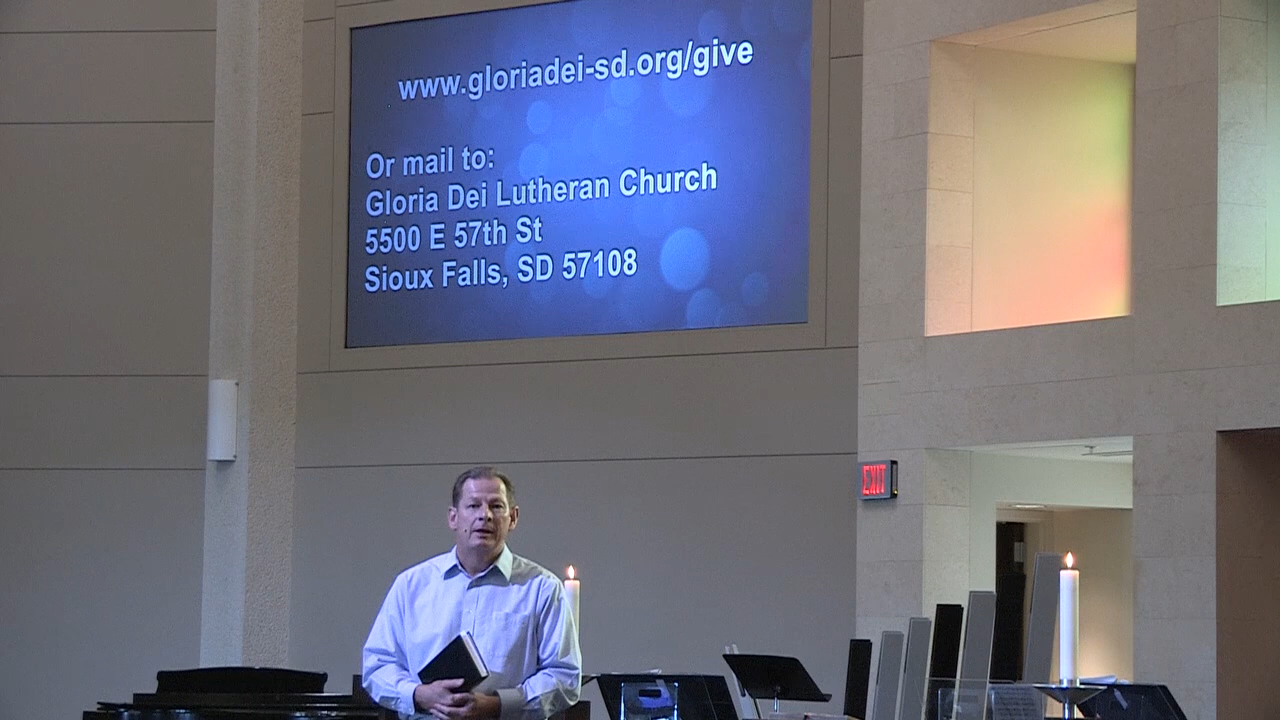 www.gloriadei-sd.org/give
Or mail to:
Gloria Dei Lutheran Church
5500 E 57th St
Sioux Falls, SD 57108
EXIT